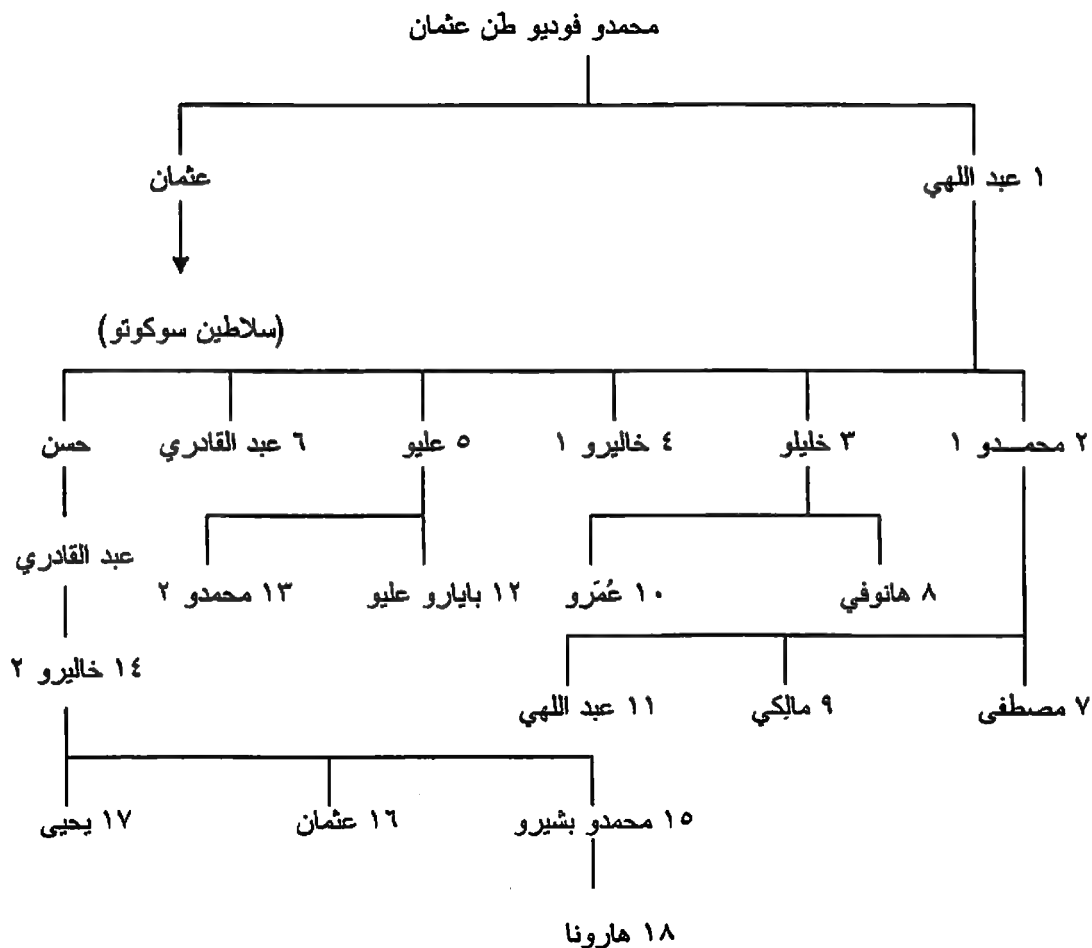 محمدو فوديو طن عثمان
١ عبد اللهي
عثمان
(سلاطين سوكوتو)
٢ محمـــدو ١
٣ خليلو
٤ خاليرو ١
٥ عليو
٦ عبد القادري
حسن
عبد القادري
٨ هانوفي
١٠ عُمَرو
١٢ بايارو عليو
١٣ محمدو ٢
١٤ خاليرو ٢
٧ مصطفى
٩ مالِكي
١١ عبد اللهي
١٥ محمدو بشيرو
١٦ عثمان
١٧ يحيى
١٨ هارونا